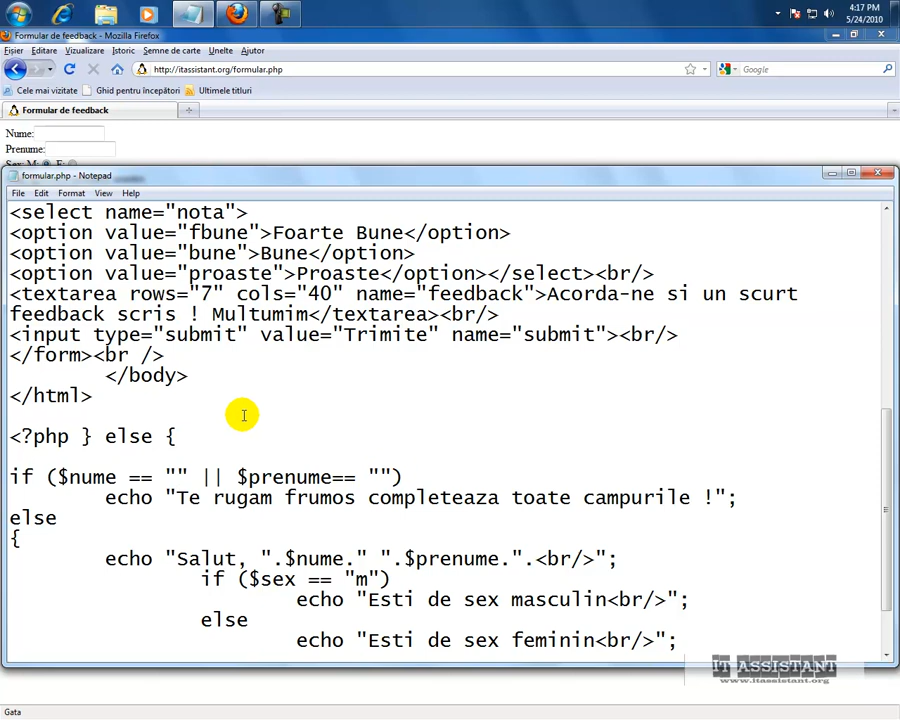 4:17 PM
5/24/2010
Formular de feedback - Mozilla Firefox
Fișier Editare Vizualizare Istoric Semne de carte Unelte Ajutor
http://itassistant.org/formular.php
Google
Cele mai vizitate Ghid pentru începători Ultimele titluri
Formular de feedback
Nume:
Prenume:
Sex: M: F:
formular.php - Notepad
File Edit Format View Help
<select name="nota">
<option value="fbune">Foarte Bune</option>
<option value="bune">Bune</option>
<option value="proaste">Proaste</option></select><br/>
<textarea rows="7" cols="40" name="feedback">Acorda-ne si un scurt
feedback scris ! Multumim</textarea><br/>
<input type="submit" value="Trimite" name="submit"><br/>
</form><br />
</body>
</html>
<?php } else {
if ($nume == "" || $prenume== "")
echo "Te rugam frumos completeaza toate campurile !";
else
{
echo "Salut, ".$nume." ".$prenume.".<br/>";
if ($sex == "m")
echo "Esti de sex masculin<br/>";
else
echo "Esti de sex feminin<br/>";
IT ASSISTANT
www.itassistant.org
Gata